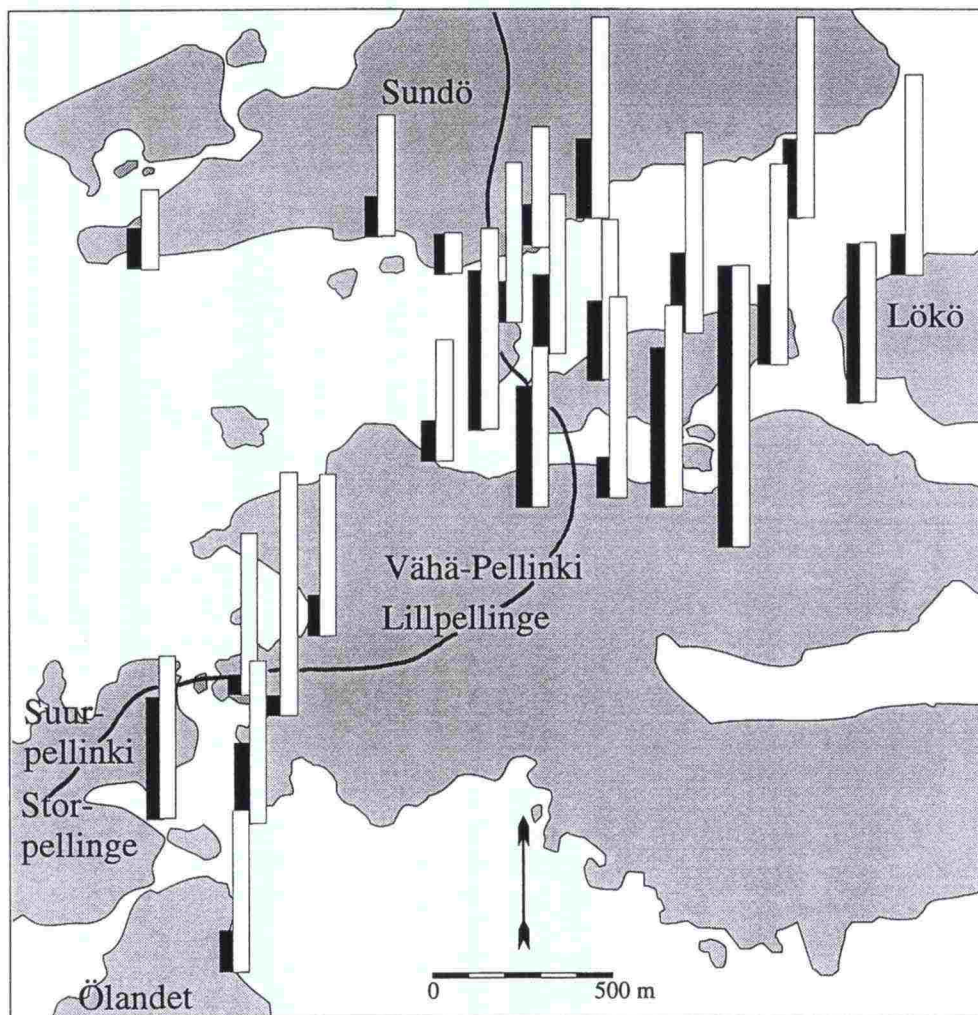 Sundö
Lökö
Vähä-Pellinki
Lillpellinge
Suur-
pellinki
Stor-
pellinge
Ölandet
0 500 m